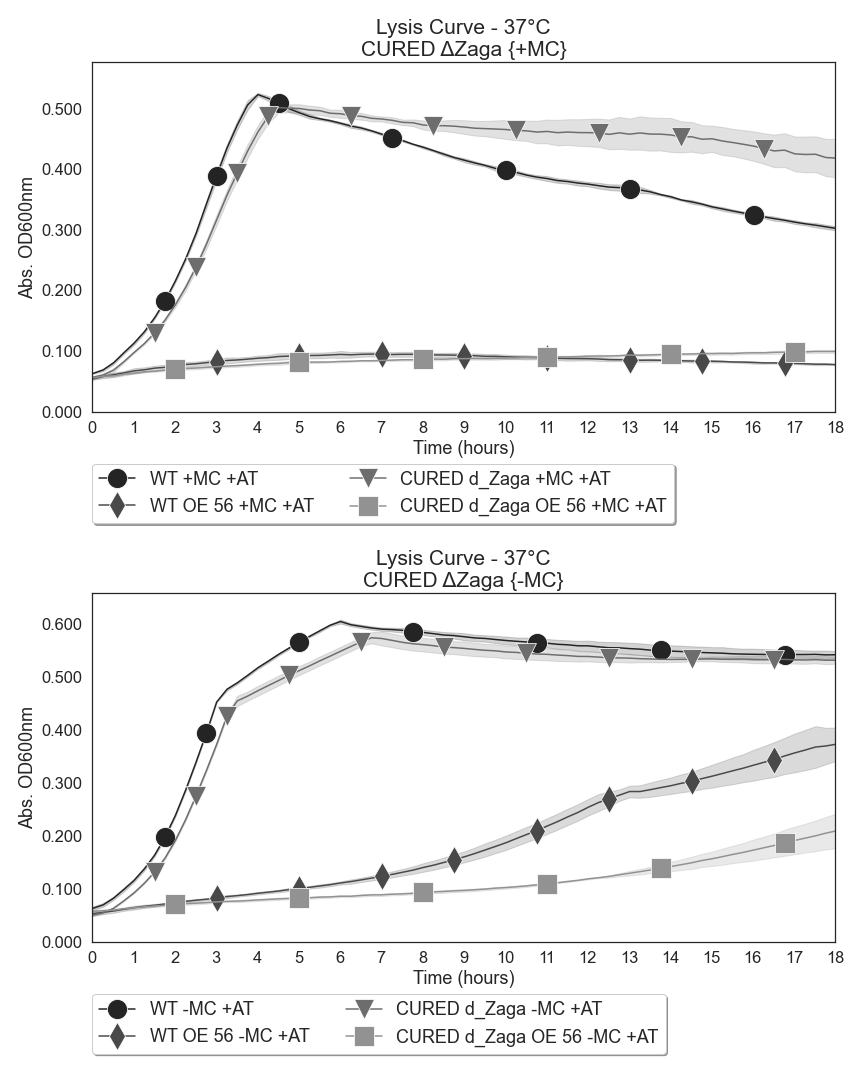 Lysis Curve - 37°C
CURED ΔZaga {+MC}
Abs. OD600nm
0.500
0.400
0.300
0.200
0.100
0.000
0 1 2 3 4 5 6 7 8 9 10 11 12 13 14 15 16 17 18
Time (hours)
WT +MC +AT
WT OE 56 +MC +AT
CURED d_Zaga +MC +AT
CURED d_Zaga OE 56 +MC +AT
Lysis Curve - 37°C
CURED ΔZaga {-MC}
Abs. OD600nm
0.600
0.500
0.400
0.300
0.200
0.100
0.000
0 1 2 3 4 5 6 7 8 9 10 11 12 13 14 15 16 17 18
Time (hours)
WT -MC +AT
WT OE 56 -MC +AT
CURED d_Zaga -MC +AT
CURED d_Zaga OE 56 -MC +AT